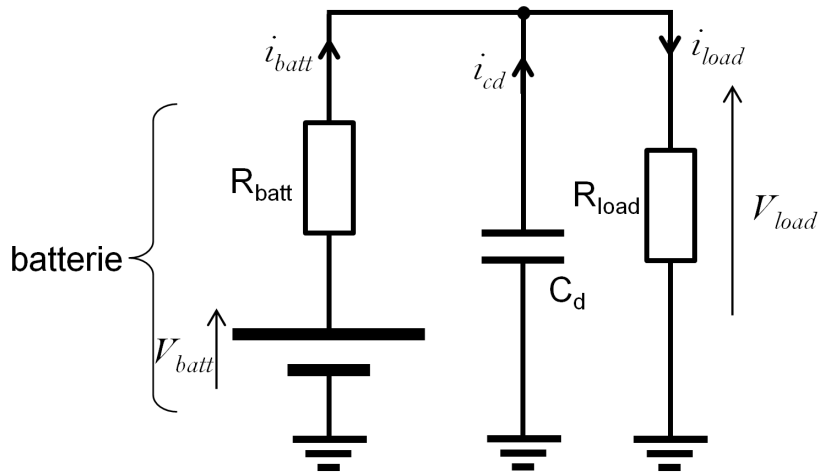 i_batt
i_cd
i_load
R_batt
R_load
V_load
batterie
C_d
V_batt